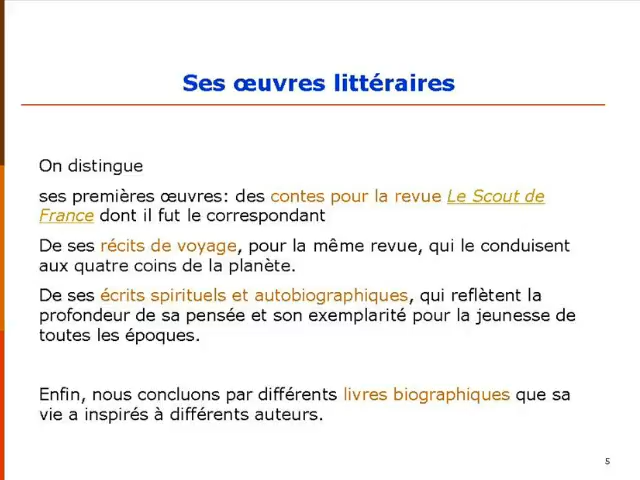 Ses œuvres littéraires
On distingue
ses premières œuvres: des contes pour la revue Le Scout de
France dont il fut le correspondant
De ses récits de voyage, pour la même revue, qui le conduisent
aux quatre coins de la planète.
De ses écrits spirituels et autobiographiques, qui reflètent la
profondeur de sa pensée et son exemplarité pour la jeunesse de
toutes les époques.
Enfin, nous concluons par différents livres biographiques que sa
vie a inspirés à différents auteurs.
5